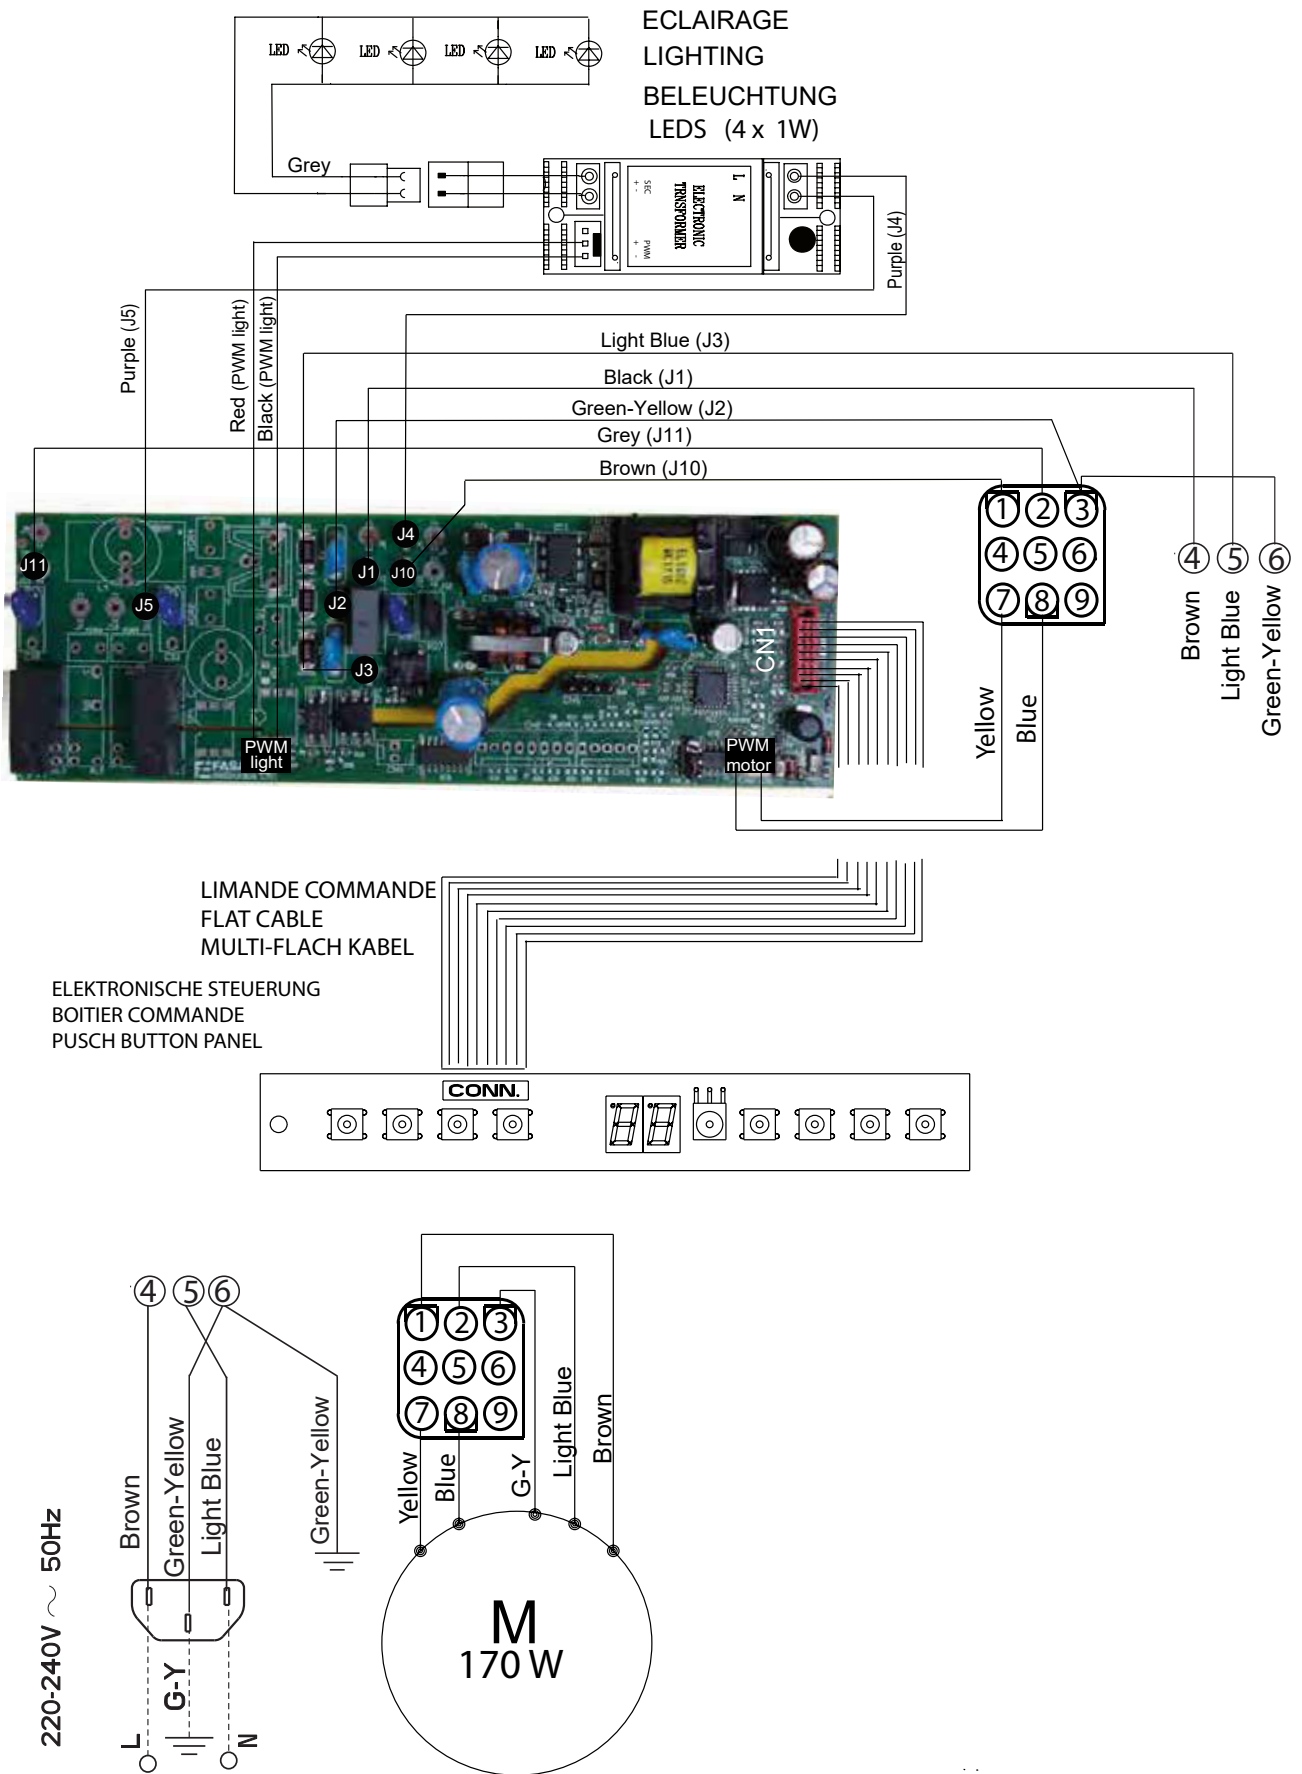 ECLAIRAGE
LIGHTING
BELEUCHTUNG
LEDS (4 x 1W)
LED
LED
LED
LED
Grey
SEC
+ -
PWM
+ -
ELECTRONIC
TRNSFORMER
L N
Purple (J4)
Purple (J5)
Red (PWM light)
Black (PWM light)
Light Blue (J3)
Black (J1)
Green-Yellow (J2)
Grey (J11)
Brown (J10)
J11
J5
J4
J1
J10
J2
J3
CN1
PWM
light
PWM
motor
FASA
1 2 3
4 5 6
7 8 9
Yellow
Blue
4 5 6
Brown
Light Blue
Green-Yellow
LIMANDE COMMANDE
FLAT CABLE
MULTI-FLACH KABEL
ELEKTRONISCHE STEUERUNG
BOITIER COMMANDE
PUSCH BUTTON PANEL
CONN.
4 5 6
Brown
Green-Yellow
Light Blue
Green-Yellow
220-240V ~ 50Hz
L
G-Y
N
1 2 3
4 5 6
7 8 9
Yellow
Blue
G-Y
Light Blue
Brown
M
170 W